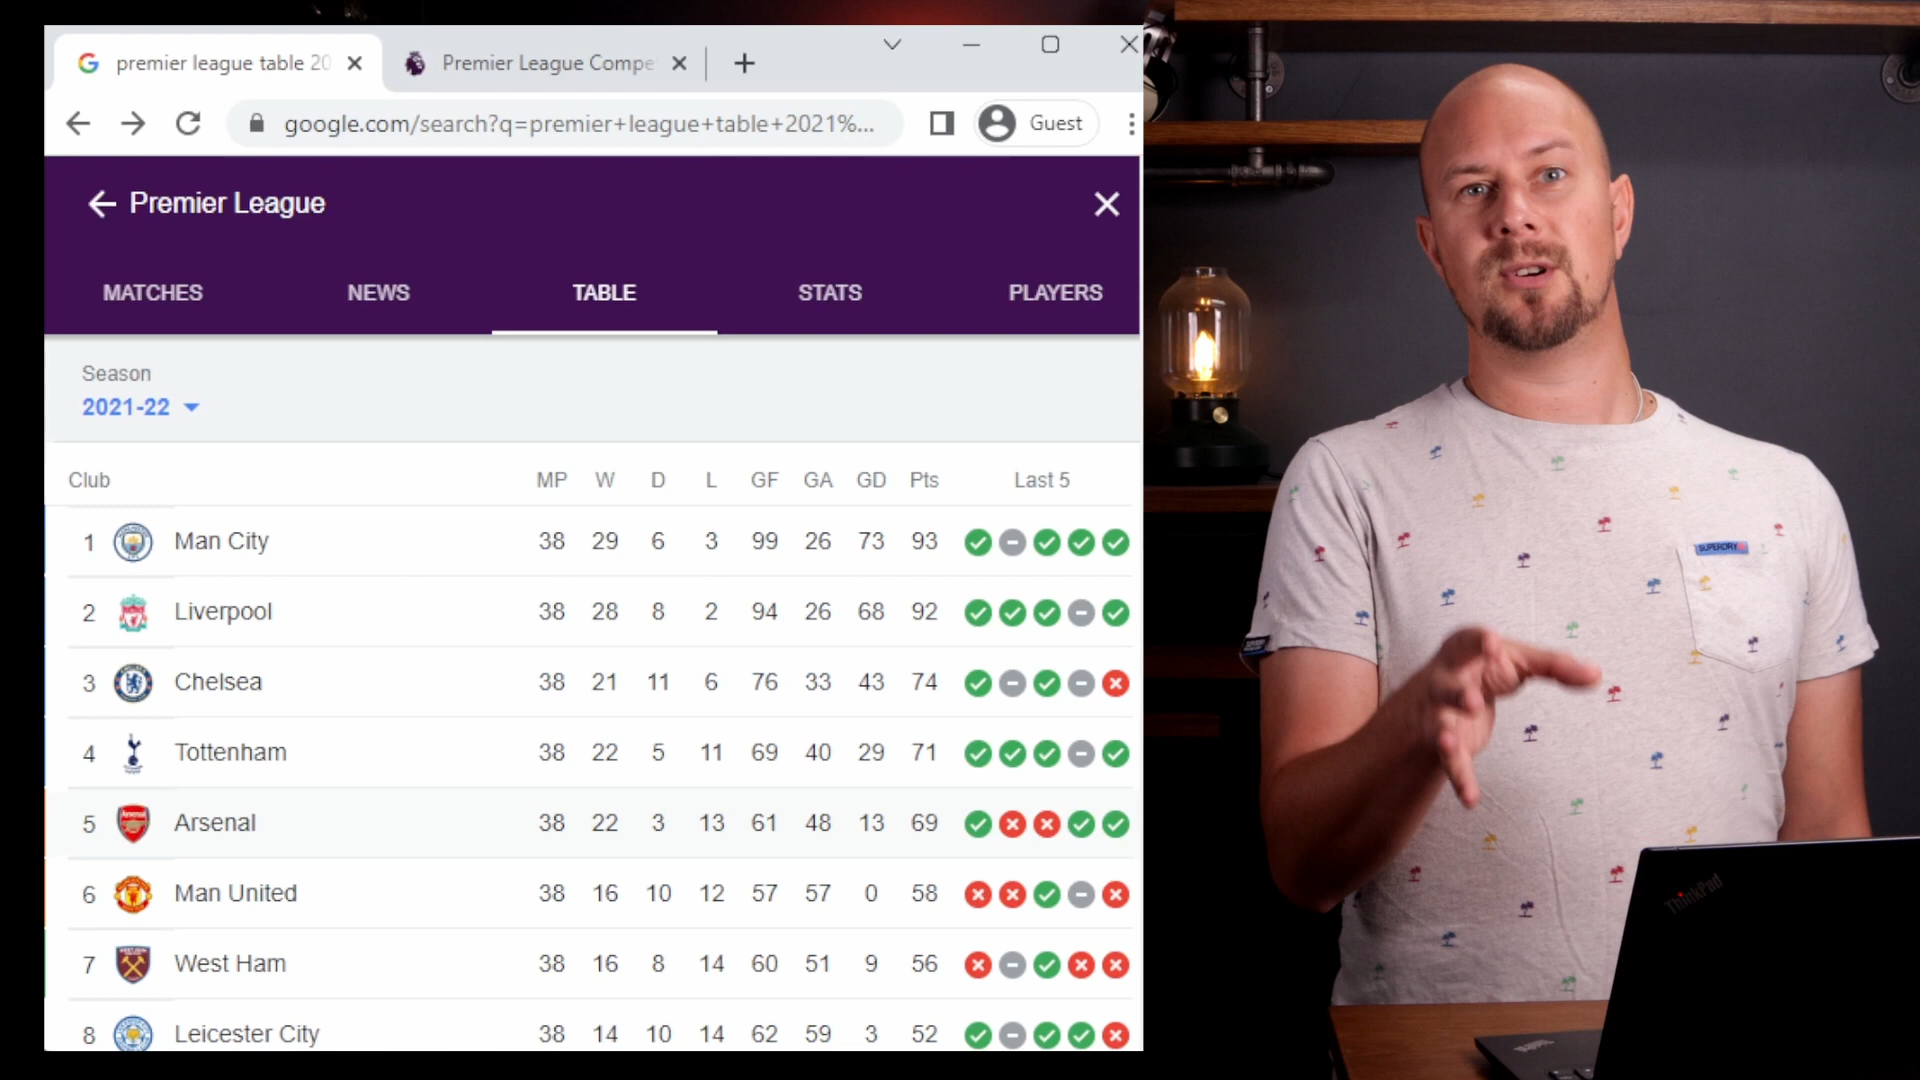 premier league table 20
Premier League Compe
google.com/search?q=premier+league+table+2021%...
Guest
Premier League
MATCHES NEWS TABLE STATS PLAYERS
Season
2021-22
Club MP W D L GF GA GD Pts Last 5
1 Man City 38 29 6 3 99 26 73 93
2 Liverpool 38 28 8 2 94 26 68 92
3 Chelsea 38 21 11 6 76 33 43 74
4 Tottenham 38 22 5 11 69 40 29 71
5 Arsenal 38 22 3 13 61 48 13 69
6 Man United 38 16 10 12 57 57 0 58
7 West Ham 38 16 8 14 60 51 9 56
8 Leicester City 38 14 10 14 62 59 3 52
SUPERDRY
ThinkPad